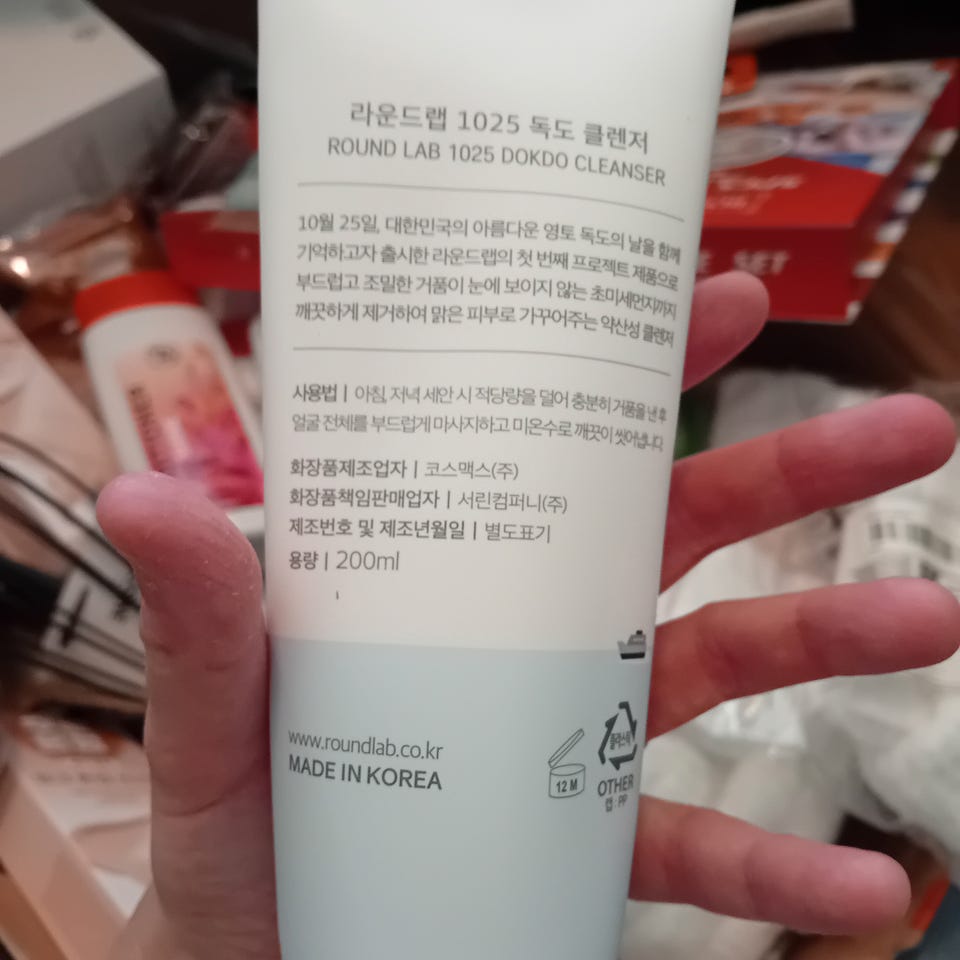 라운드랩 1025 독도 클렌저
ROUND LAB 1025 DOKDO CLEANSER
10월 25일, 대한민국의 아름다운 영토 독도의 날을 함께
기억하고자 출시한 라운드랩의 첫 번째 프로젝트 제품으로
부드럽고 조밀한 거품이 눈에 보이지 않는 초미세먼지까지
깨끗하게 제거하여 맑은 피부로 가꾸어주는 약산성 클렌저
사용법 | 아침, 저녁 세안 시 적당량을 덜어 충분히 거품을 낸 후
얼굴 전체를 부드럽게 마사지하고 미온수로 깨끗이 씻어냅니다.
화장품제조업자 | 코스맥스(주)
화장품책임판매업자 | 서린컴퍼니(주)
제조번호 및 제조년월일 | 별도표기
용량 | 200ml
www.roundlab.co.kr
MADE IN KOREA
12 M
플라스틱
OTHER
캡 : PP
SET